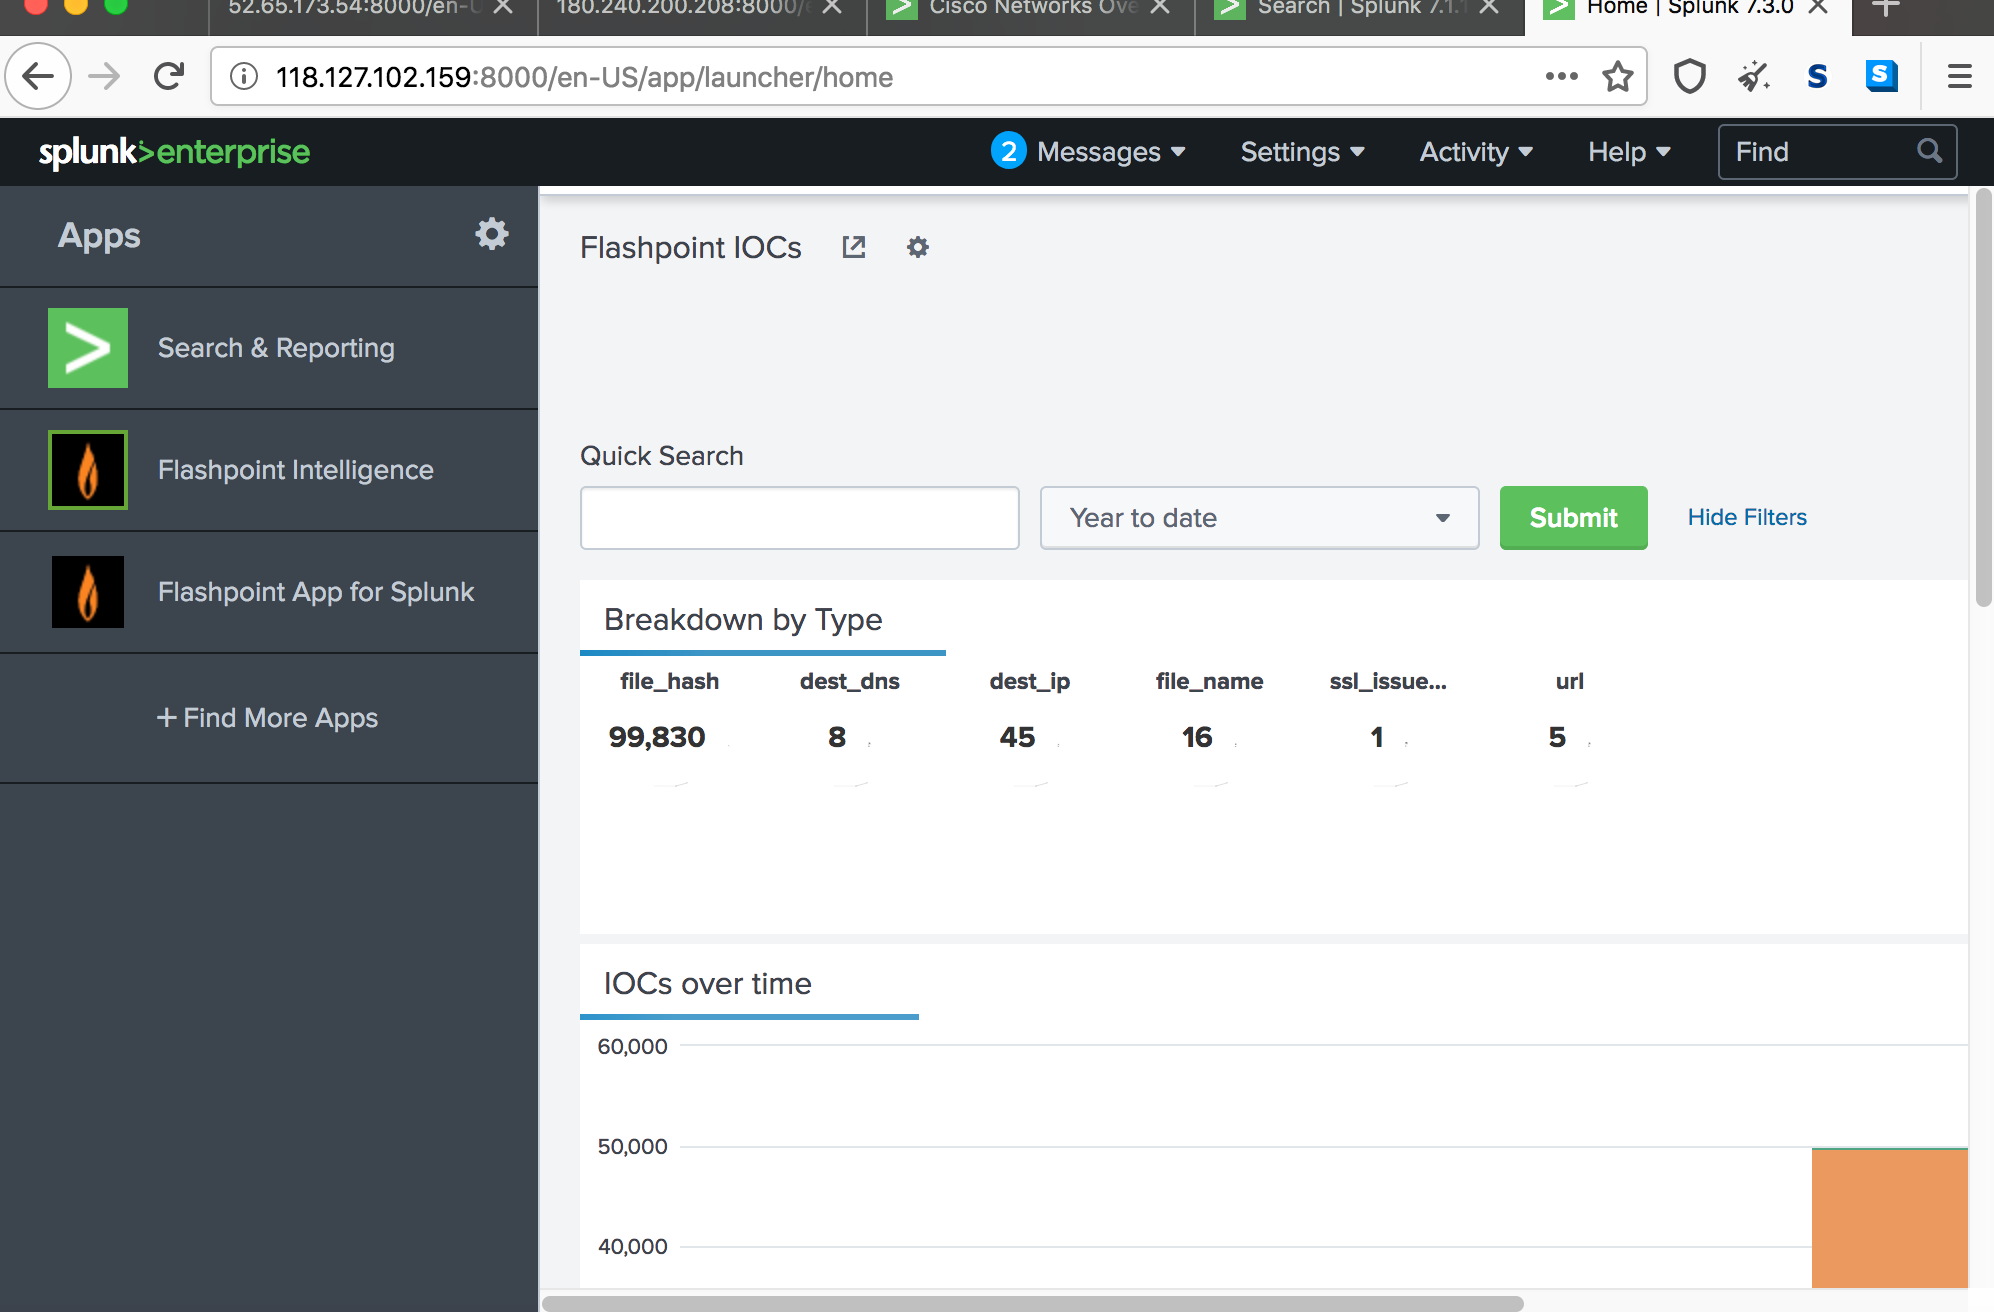 52.65.173.54:8000/en-U
180.240.200.208:8000/e
Cisco Networks Ove
Search | Splunk 7.1.1
Home | Splunk 7.3.0
118.127.102.159:8000/en-US/app/launcher/home
splunk>enterprise
2 Messages
Settings
Activity
Help
Find
Apps
Search & Reporting
Flashpoint Intelligence
Flashpoint App for Splunk
+ Find More Apps
Flashpoint IOCs
Quick Search
Year to date
Submit
Hide Filters
Breakdown by Type
file_hash dest_dns dest_ip file_name ssl_issue... url
99,830 8 45 16 1 5
IOCs over time
60,000
50,000
40,000